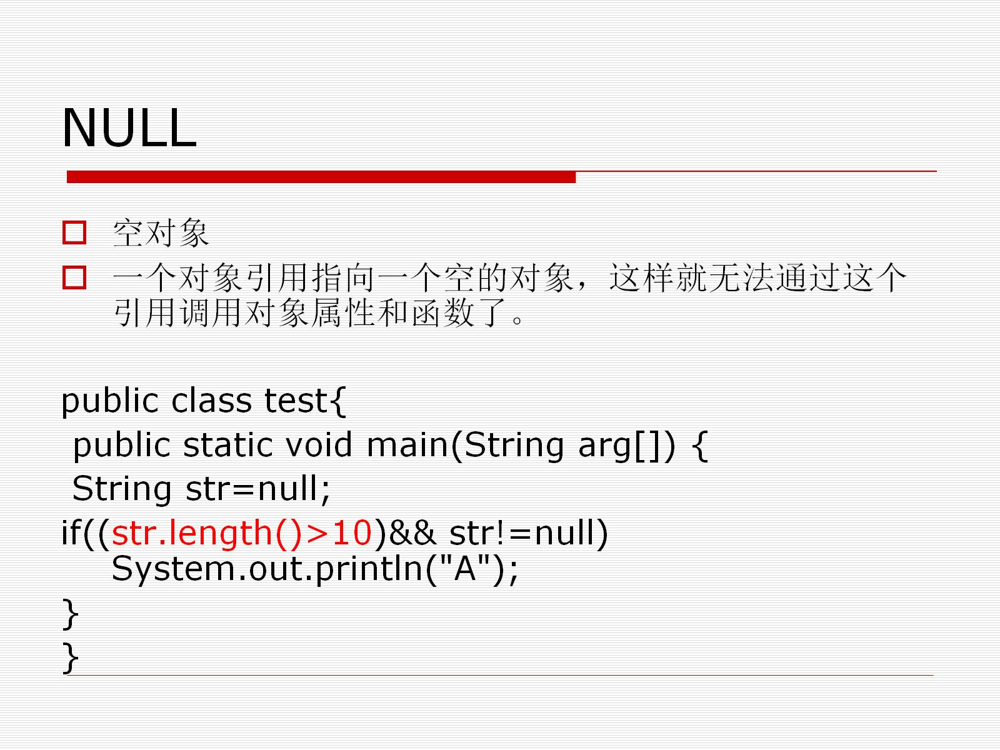 NULL
空对象
一个对象引用指向一个空的对象，这样就无法通过这个
引用调用对象属性和函数了。
public class test{
public static void main(String arg[]) {
String str=null;
if((str.length()>10)&& str!=null)
System.out.println("A");
}
}